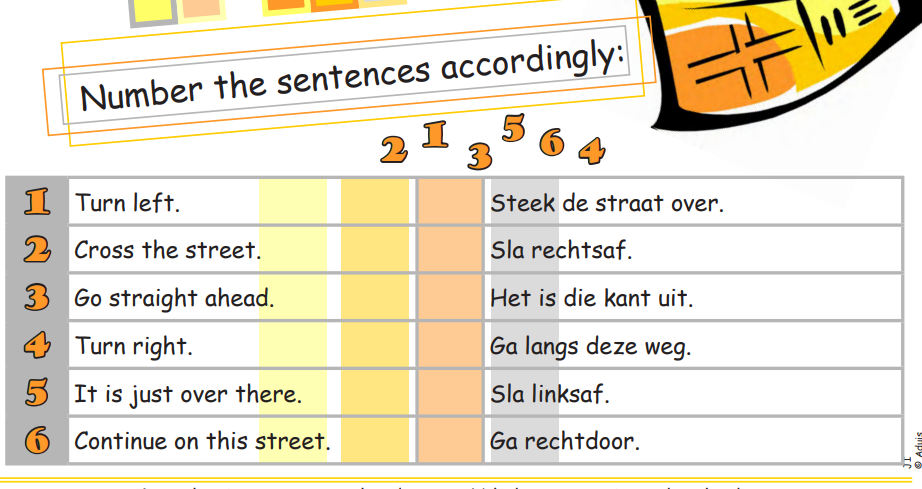 Number the sentences accordingly:
2 1 3 5 6 4
1 Turn left. Steek de straat over.
2 Cross the street. Sla rechtsaf.
3 Go straight ahead. Het is die kant uit.
4 Turn right. Ga langs deze weg.
5 It is just over there. Sla linksaf.
6 Continue on this street. Ga rechtdoor.
J1
© Aduis